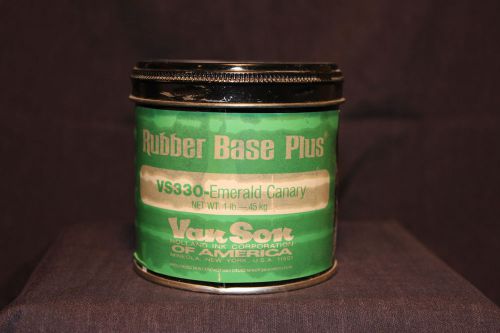 Rubber Base Plus
VS330-Emerald Canary
NET WT. 1 lb.—.45 kg
Van Son
HOLLAND INK CORPORATION
OF AMERICA
MINEOLA, NEW YORK, U.S.A. 11501